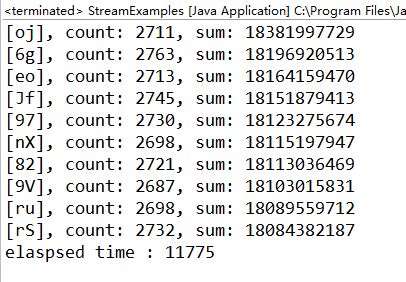 <terminated> StreamExamples [Java Application] C:\Program Files\Ja
[oj], count: 2711, sum: 18381997729
[6g], count: 2763, sum: 18196920513
[eo], count: 2713, sum: 18164159470
[Jf], count: 2745, sum: 18151879413
[97], count: 2730, sum: 18123275674
[nX], count: 2698, sum: 18115197947
[82], count: 2721, sum: 18113036469
[9V], count: 2687, sum: 18103015831
[ru], count: 2698, sum: 18089559712
[rS], count: 2732, sum: 18084382187
elaspsed time : 11775